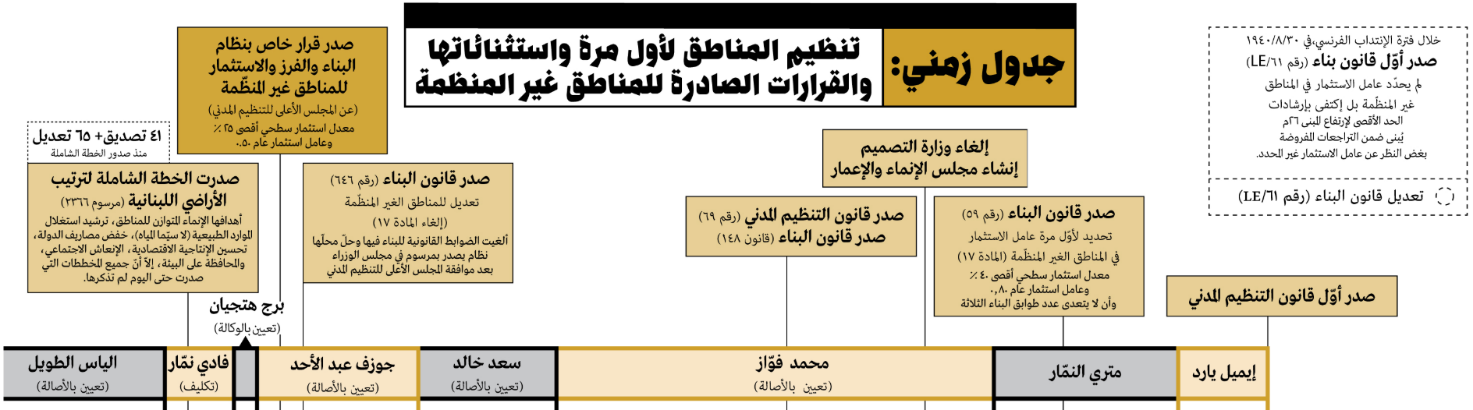 جدول زمني:
تنظيم المناطق لأول مرة واستثنائاتها
والقرارات الصادرة للمناطق غير المنظمة
خلال فترة الإنتداب الفرنسي،في ١٩٤٠/٨/٣٠
صدر أوّل قانون بناء (رقم ٦١/LE)
لم يحدّد عامل الاستثمار في المناطق
غير المنظّمة بل إكتفى بإرشادات
الحد الأقصى لإرتفاع المبنى ٢٦م
يُبنى ضمن التراجعات المفروضة
بغض النظر عن عامل الاستثمار غير المحدد.
تعديل قانون البناء (رقم ٦١/LE)
صدر أوّل قانون التنظيم المدني
صدر قانون البناء (رقم ٥٩)
تحديد لأوّل مرة عامل الاستثمار
في المناطق الغير المنظّمة (المادة ١٧)
معدل استثمار سطحي أقصى ٤٠ ٪
وعامل استثمار عام ٠,٨٠
وأن لا يتعدى عدد طوابق البناء الثلاثة
إلغاء وزارة التصميم
إنشاء مجلس الإنماء والإعمار
صدر قانون التنظيم المدني (رقم ٦٩)
صدر قانون البناء (قانون ١٤٨)
صدر قانون البناء (رقم ٦٤٦)
تعديل للمناطق الغير المنظّمة
(إلغاء المادة ١٧)
ألغيت الضوابط القانونية للبناء فيها وحلّ محلّها
نظام يصدر بمرسوم في مجلس الوزراء
بعد موافقة المجلس الأعلى للتنظيم المدني
صدر قرار خاص بنظام
البناء والفرز والاستثمار
للمناطق غير المنظّمة
(عن المجلس الأعلى للتنظيم المدني)
معدل استثمار سطحي أقصى ٢٥ ٪
وعامل استثمار عام ٠.٥٠
٤١ تصديق+ ٦٥ تعديل
منذ صدور الخطة الشاملة
صدرت الخطة الشاملة لترتيب
الأراضي اللبنانية (مرسوم ٢٣٦٦)
أهدافها الإنماء المتوازن للمناطق، ترشيد استغلال
الموارد الطبيعية (لا سيّما المياه)، خفض مصاريف الدولة،
تحسين الإنتاجية الاقتصادية، الإنعاش الاجتماعي،
والمحافظة على البيئة، إلاّ أنّ جميع المخططات التي
صدرت حتى اليوم لم تذكرها.
إيميل يارد
متري النمّار
محمد فوّاز
(تعيين بالأصالة)
سعد خالد
(تعيين بالأصالة)
جوزف عبد الأحد
(تعيين بالأصالة)
برج هتجيان
(تعيين بالوكالة)
فادي نمّار
(تكليف)
الياس الطويل
(تعيين بالأصالة)